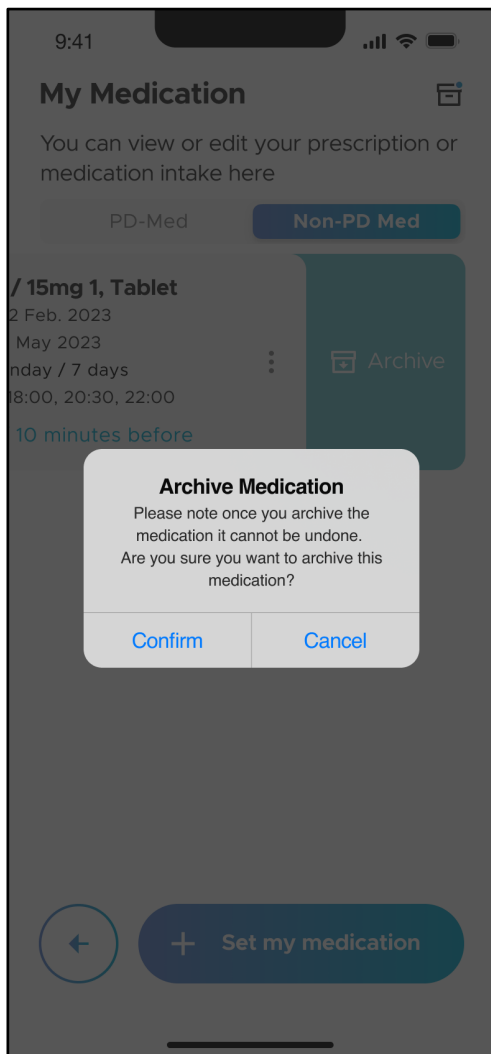 9:41
My Medication
You can view or edit your prescription or
medication intake here
PD-Med
Non-PD Med
/ 15mg 1, Tablet
2 Feb. 2023
May 2023
nday / 7 days
18:00, 20:30, 22:00
10 minutes before
Archive
Archive Medication
Please note once you archive the
medication it cannot be undone.
Are you sure you want to archive this
medication?
Confirm
Cancel
Set my medication